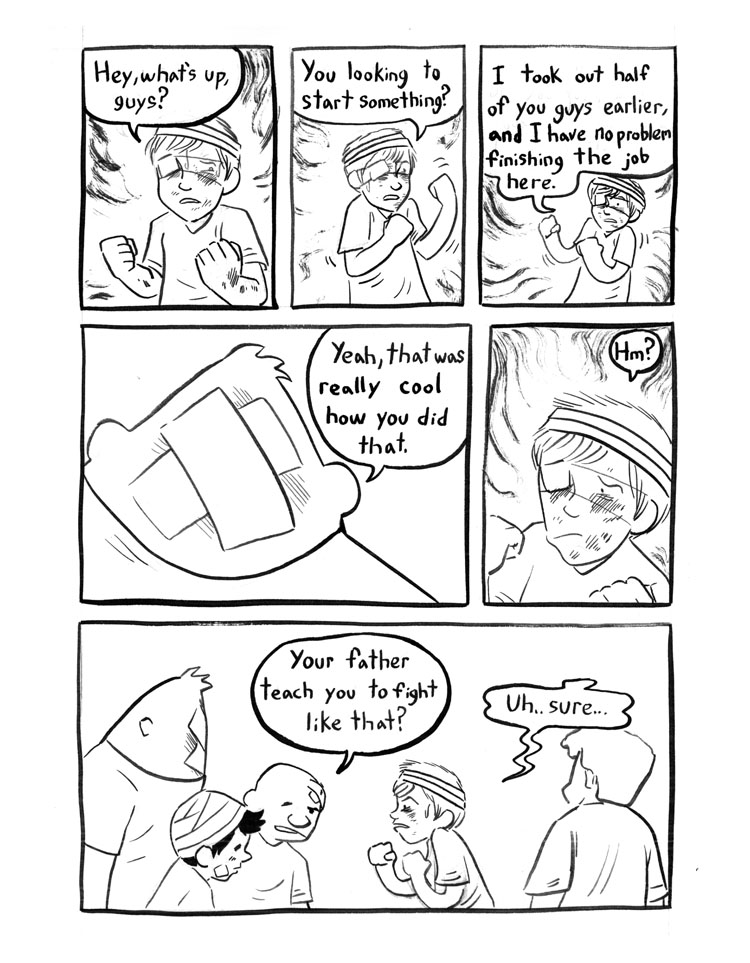 Hey, what's up,
guys?
You looking to
start something?
I took out half
of you guys earlier,
and I have no problem
finishing the job
here.
Yeah, that was
really cool
how you did
that.
Hm?
Your father
teach you to fight
like that?
Uh.. sure...